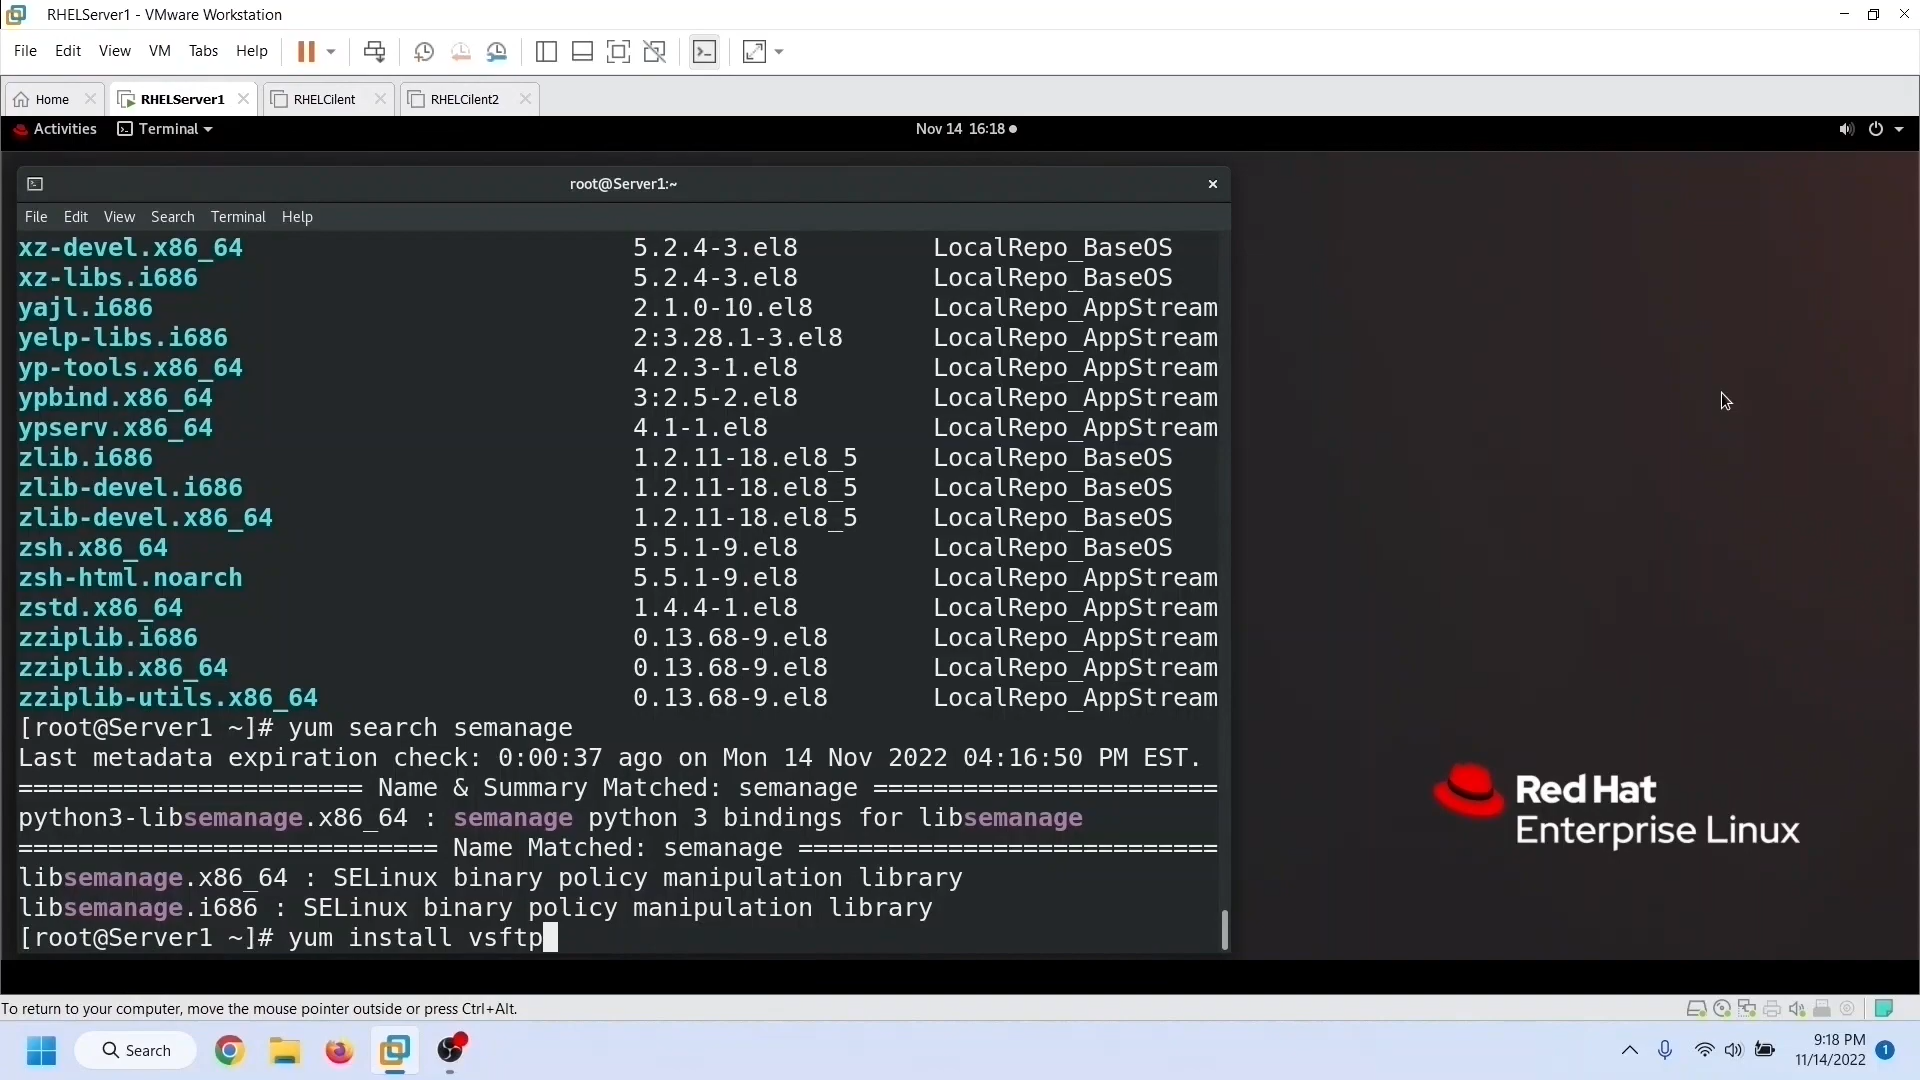 RHELServer1 - VMware Workstation
File Edit View VM Tabs Help
Home RHELServer1 RHELCilent RHELCilent2
Activities Terminal Nov 14 16:18
root@Server1:~
File Edit View Search Terminal Help
xz-devel.x86_64 5.2.4-3.el8 LocalRepo_BaseOS
xz-libs.i686 5.2.4-3.el8 LocalRepo_BaseOS
yajl.i686 2.1.0-10.el8 LocalRepo_AppStream
yelp-libs.i686 2:3.28.1-3.el8 LocalRepo_AppStream
yp-tools.x86_64 4.2.3-1.el8 LocalRepo_AppStream
ypbind.x86_64 3:2.5-2.el8 LocalRepo_AppStream
ypserv.x86_64 4.1-1.el8 LocalRepo_AppStream
zlib.i686 1.2.11-18.el8_5 LocalRepo_BaseOS
zlib-devel.i686 1.2.11-18.el8_5 LocalRepo_BaseOS
zlib-devel.x86_64 1.2.11-18.el8_5 LocalRepo_BaseOS
zsh.x86_64 5.5.1-9.el8 LocalRepo_BaseOS
zsh-html.noarch 5.5.1-9.el8 LocalRepo_AppStream
zstd.x86_64 1.4.4-1.el8 LocalRepo_AppStream
zziplib.i686 0.13.68-9.el8 LocalRepo_AppStream
zziplib.x86_64 0.13.68-9.el8 LocalRepo_AppStream
zziplib-utils.x86_64 0.13.68-9.el8 LocalRepo_AppStream
[root@Server1 ~]# yum search semanage
Last metadata expiration check: 0:00:37 ago on Mon 14 Nov 2022 04:16:50 PM EST.
======================= Name & Summary Matched: semanage =======================
python3-libsemanage.x86_64 : semanage python 3 bindings for libsemanage
============================ Name Matched: semanage ============================
libsemanage.x86_64 : SELinux binary policy manipulation library
libsemanage.i686 : SELinux binary policy manipulation library
[root@Server1 ~]# yum install vsftp
Red Hat
Enterprise Linux
To return to your computer, move the mouse pointer outside or press Ctrl+Alt.
Search
9:18 PM
11/14/2022
1